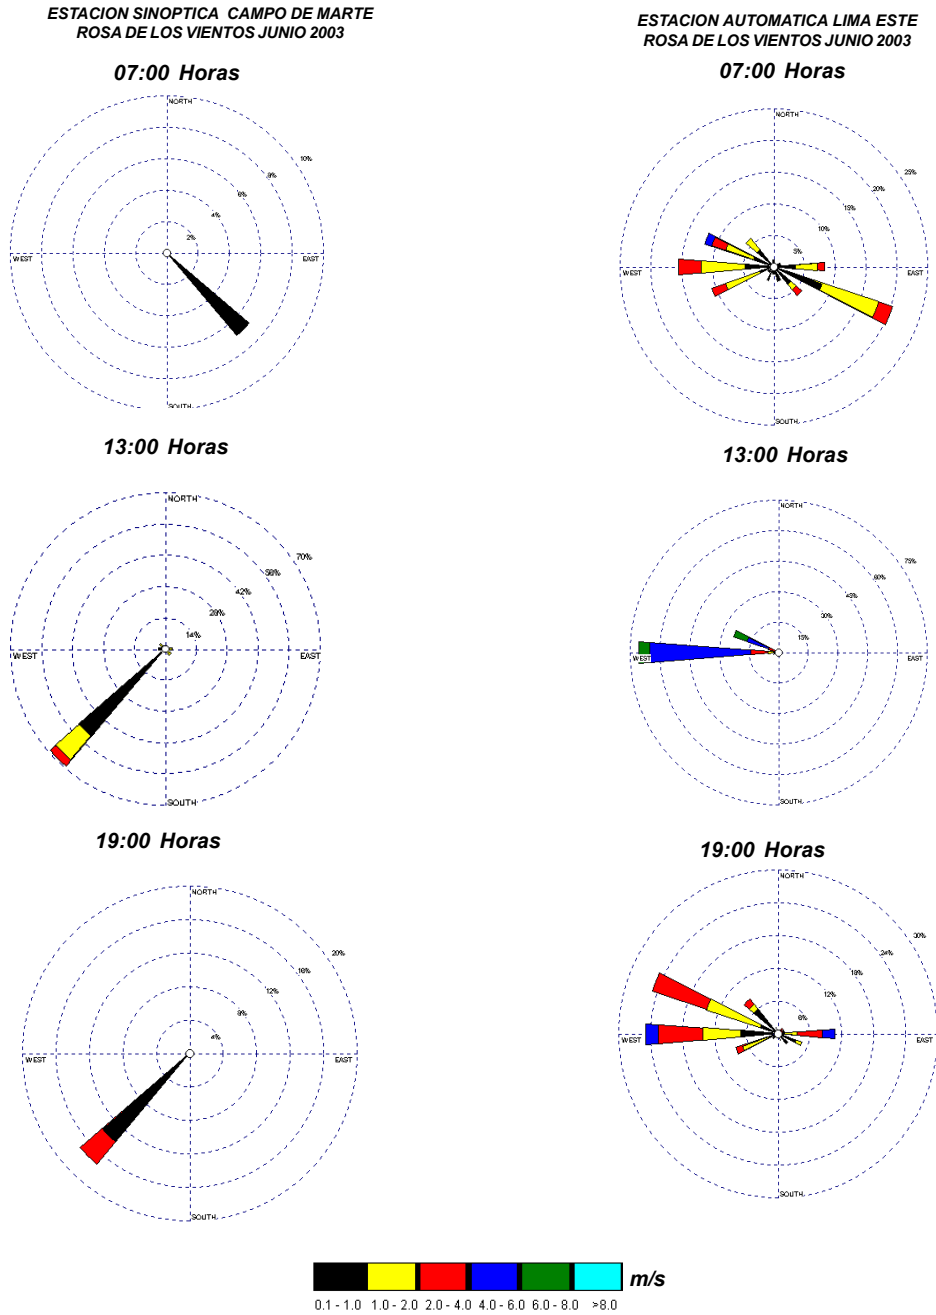 ESTACION SINOPTICA CAMPO DE MARTE
ROSA DE LOS VIENTOS JUNIO 2003
07:00 Horas
NORTH
10%
8%
6%
4%
2%
WEST
EAST
SOUTH
13:00 Horas
NORTH
70%
56%
42%
28%
14%
WEST
EAST
SOUTH
19:00 Horas
NORTH
20%
16%
12%
8%
4%
WEST
EAST
SOUTH
ESTACION AUTOMATICA LIMA ESTE
ROSA DE LOS VIENTOS JUNIO 2003
07:00 Horas
NORTH
25%
20%
15%
10%
5%
WEST
EAST
SOUTH
13:00 Horas
NORTH
75%
60%
45%
30%
15%
WEST
EAST
SOUTH
19:00 Horas
NORTH
30%
24%
18%
12%
6%
WEST
EAST
SOUTH
m/s
0.1 - 1.0 1.0 - 2.0 2.0 - 4.0 4.0 - 6.0 6.0 - 8.0 >8.0